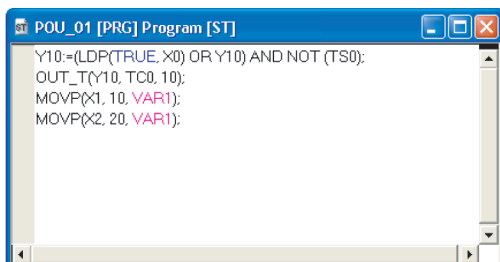 ST POU_01 [PRG] Program [ST]
Y10:=(LDP(TRUE, X0) OR Y10) AND NOT (TS0);
OUT_T(Y10, TC0, 10);
MOVP(X1, 10, VAR1);
MOVP(X2, 20, VAR1);